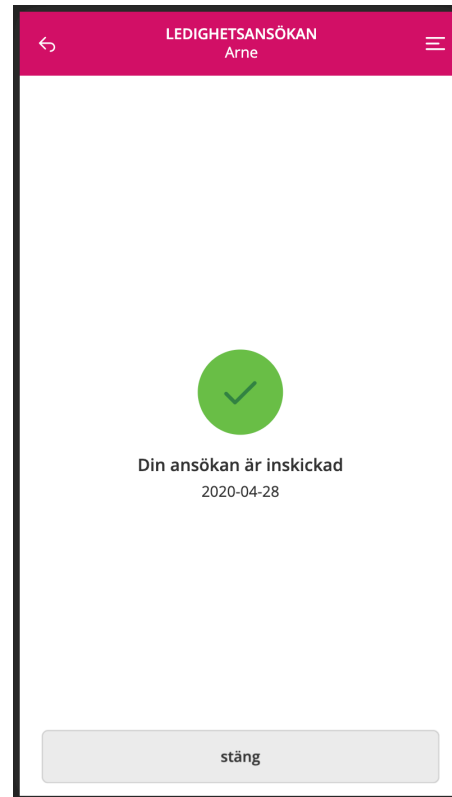 LEDIGHETSANSÖKAN
Arne
Din ansökan är inskickad
2020-04-28
stäng